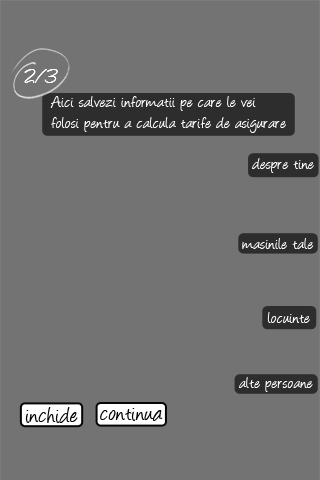 2/3
Aici salvezi informatii pe care le vei
folosi pentru a calcula tarife de asigurare
despre tine
masinile tale
locuinte
alte persoane
inchide continua